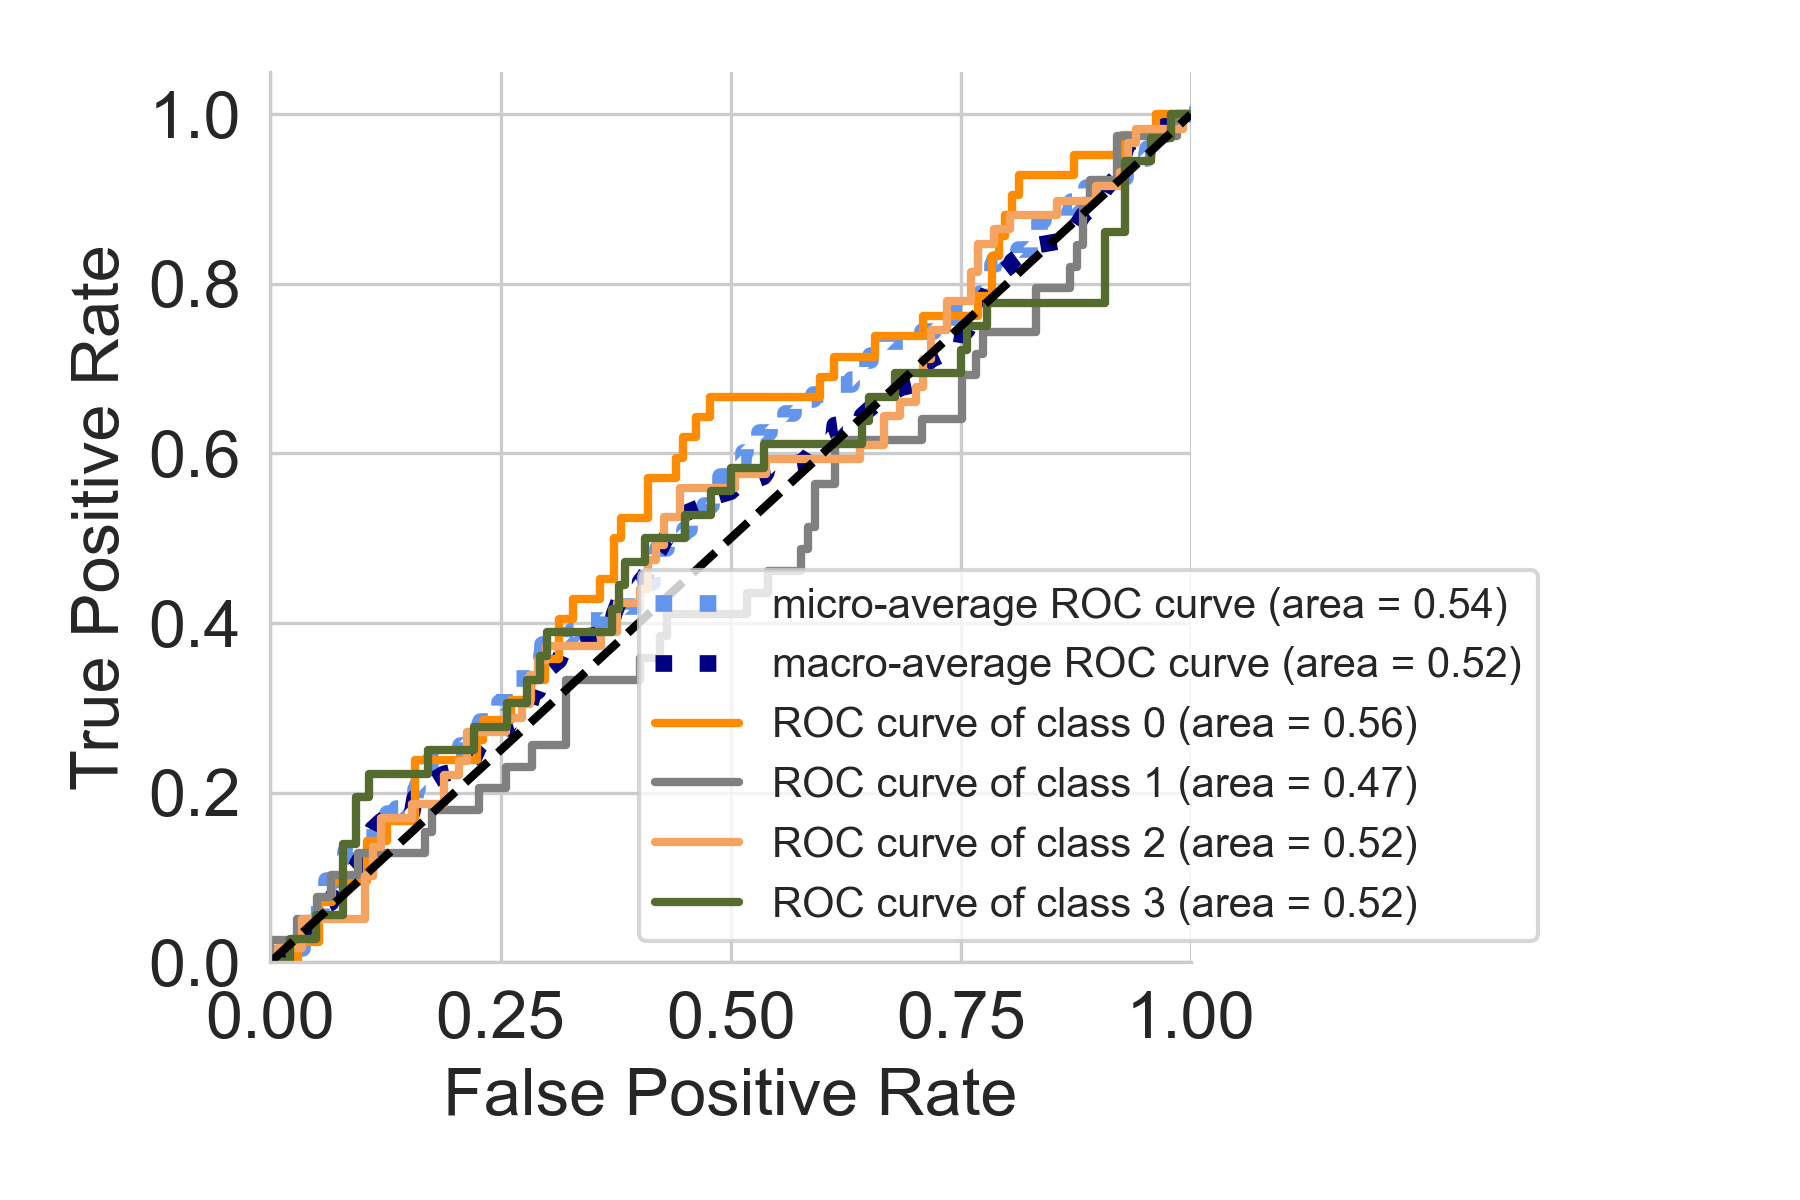 1.0
0.8
0.6
0.4
0.2
0.0
True Positive Rate
0.00 0.25 0.50 0.75 1.00
False Positive Rate
micro-average ROC curve (area = 0.54)
macro-average ROC curve (area = 0.52)
ROC curve of class 0 (area = 0.56)
ROC curve of class 1 (area = 0.47)
ROC curve of class 2 (area = 0.52)
ROC curve of class 3 (area = 0.52)